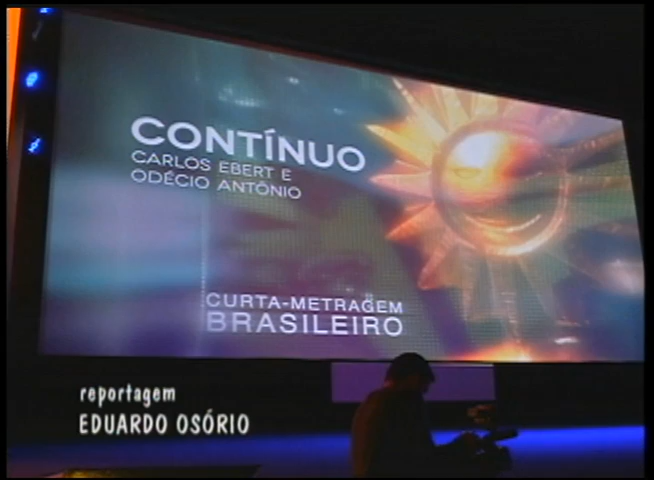 CONTÍNUO
CARLOS EBERT E
ODÉCIO ANTÔNIO
CURTA-METRAGEM
BRASILEIRO
reportagem
EDUARDO OSÓRIO